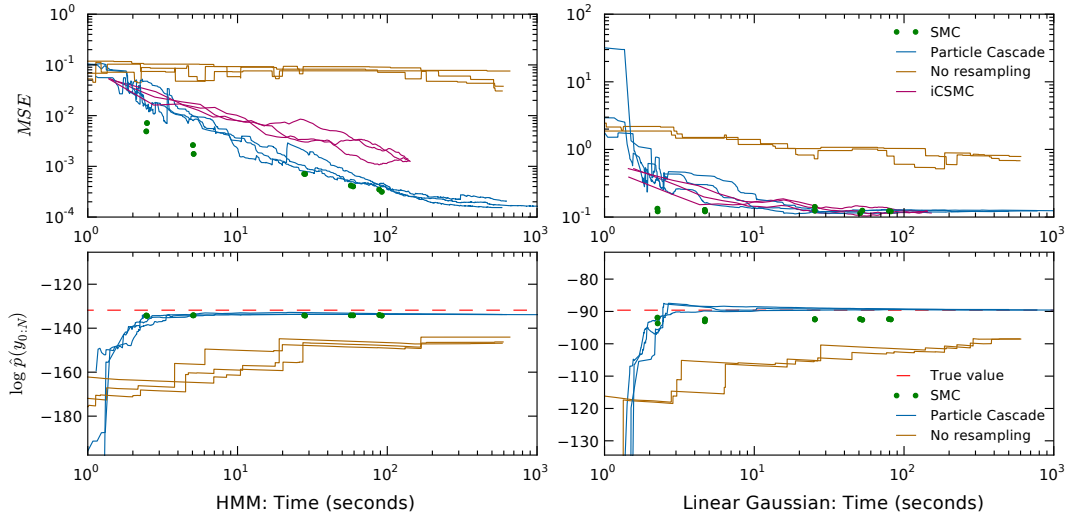 10^0
10^-1
10^-2
10^-3
10^-4
MSE
10^0
10^1
10^2
10^3
10^2
10^1
10^0
10^-1
10^0
10^1
10^2
10^3
SMC
Particle Cascade
No resampling
iCSMC
−120
−140
−160
−180
log p̂(y_{0:N})
10^0
10^1
10^2
10^3
HMM: Time (seconds)
−80
−90
−100
−110
−120
−130
10^0
10^1
10^2
10^3
True value
SMC
Particle Cascade
No resampling
Linear Gaussian: Time (seconds)